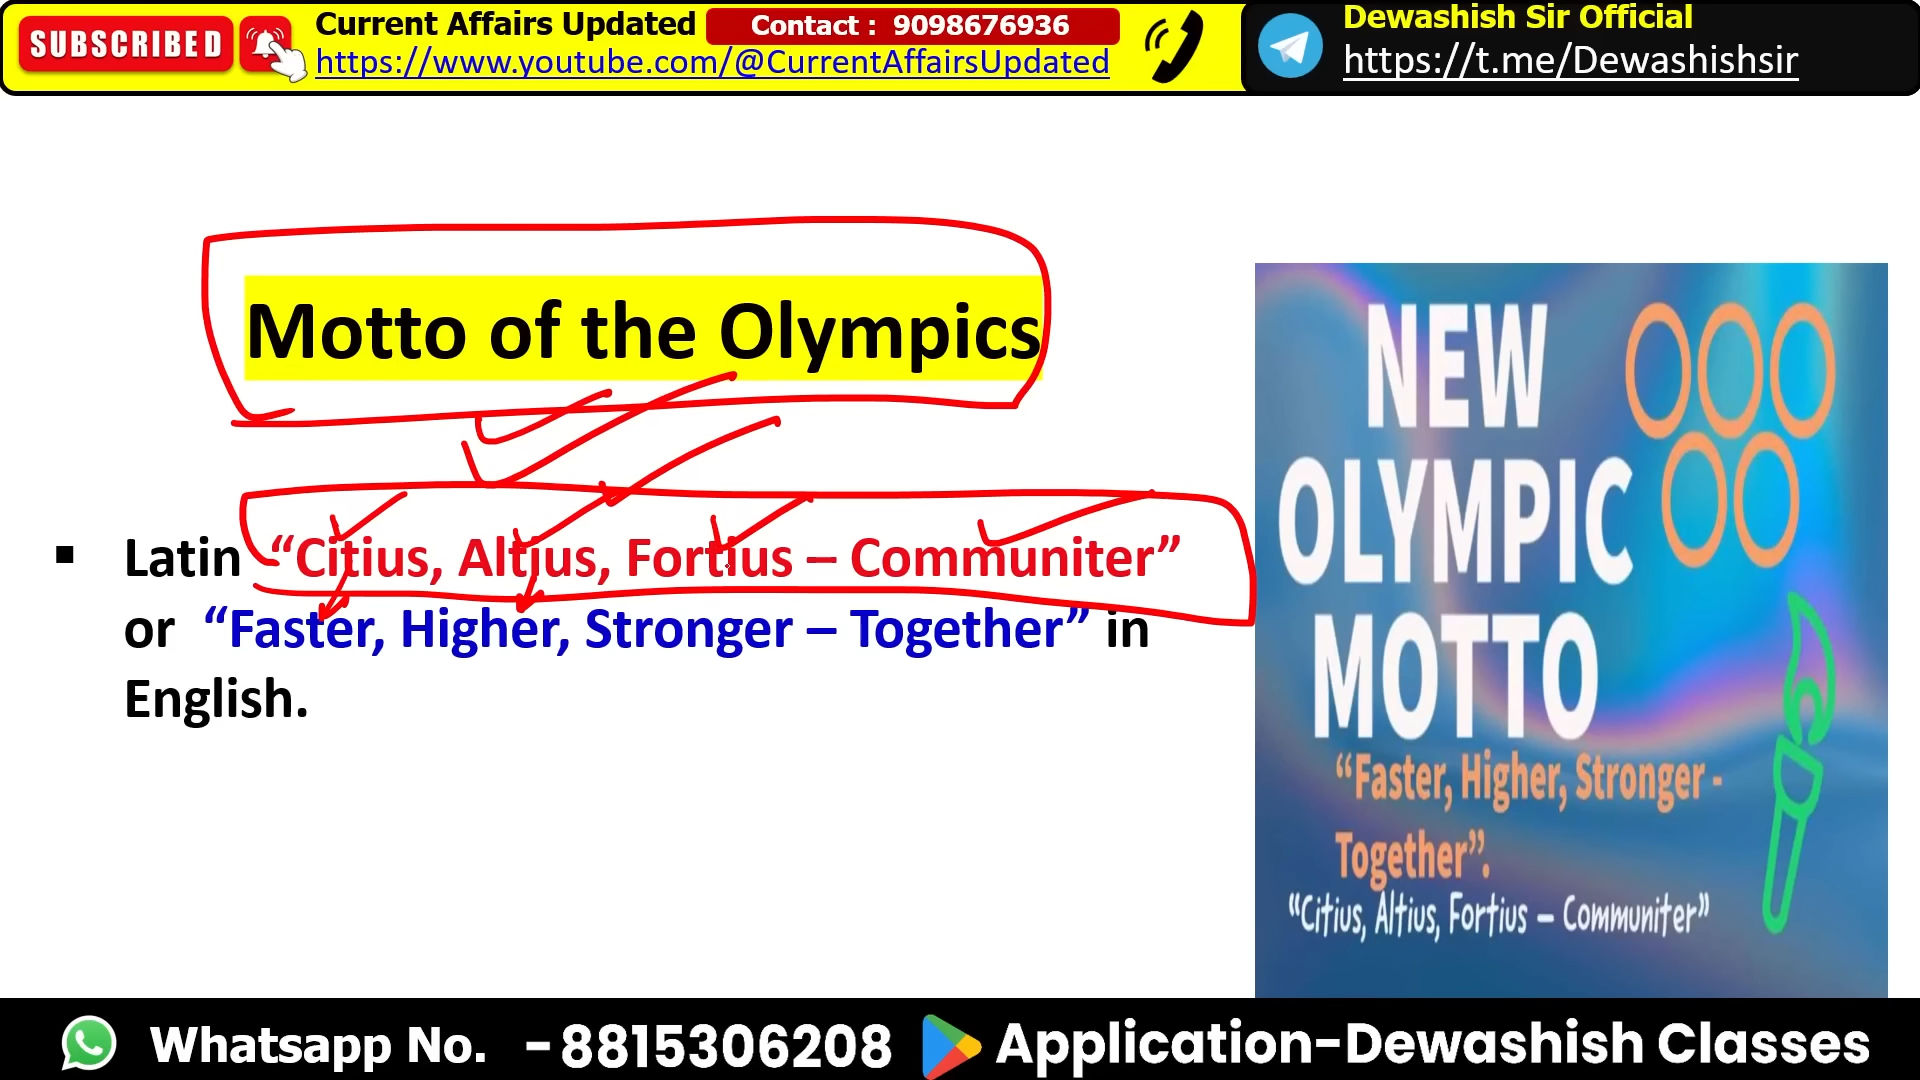 SUBSCRIBED
Current Affairs Updated
Contact : 9098676936
https://www.youtube.com/@CurrentAffairsUpdated
Dewashish Sir Official
https://t.me/Dewashishsir
Motto of the Olympics
Latin “Citius, Altius, Fortius – Communiter”
or “Faster, Higher, Stronger – Together” in
English.
NEW
OLYMPIC
MOTTO
“Faster, Higher, Stronger -
Together”.
“Citius, Altius, Fortius – Communiter”
Whatsapp No. -8815306208
Application-Dewashish Classes